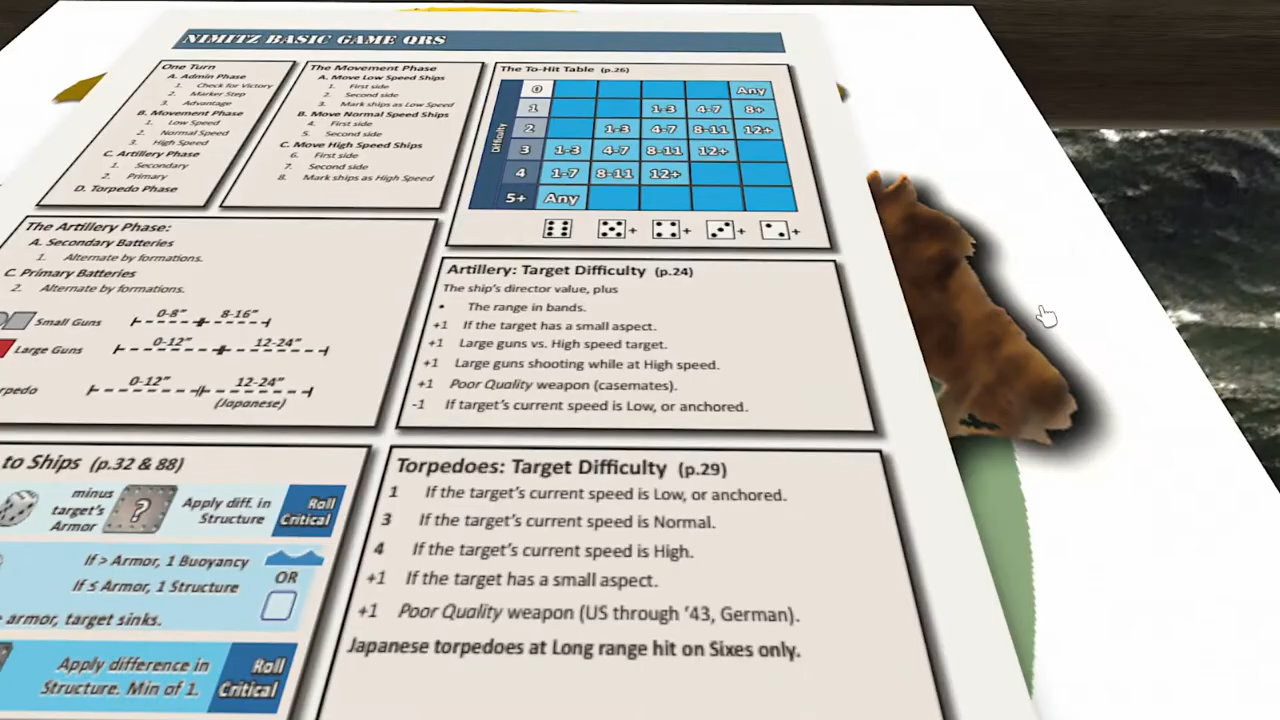 NIMITZ BASIC GAME QRS
One Turn
A. Admin Phase
1. Check for Victory
2. Marker Step
3. Advantage
B. Movement Phase
1. Low Speed
2. Normal Speed
3. High Speed
C. Artillery Phase
1. Secondary
2. Primary
D. Torpedo Phase
The Movement Phase
A. Move Low Speed Ships
1. First side
2. Second side
3. Mark ships as Low Speed
B. Move Normal Speed Ships
4. First side
5. Second side
C. Move High Speed Ships
6. First side
7. Second side
8. Mark ships as High Speed
The To-Hit Table (p.26)
Difficulty
0 Any
1 1-3 4-7 8+
2 1-3 4-7 8-11 12+
3 1-3 4-7 8-11 12+
4 1-7 8-11 12+
5+ Any
+ + + +
The Artillery Phase:
A. Secondary Batteries
1. Alternate by formations.
C. Primary Batteries
2. Alternate by formations.
Small Guns 0-8" 8-16"
Large Guns 0-12" 12-24"
rpedo 0-12" 12-24"
(Japanese)
Artillery: Target Difficulty (p.24)
The ship's director value, plus
• The range in bands.
+1 If the target has a small aspect.
+1 Large guns vs. High speed target.
+1 Large guns shooting while at High speed.
+1 Poor Quality weapon (casemates).
-1 If target's current speed is Low, or anchored.
to Ships (p.32 & 88)
minus target's Armor ? Apply diff. in Structure Roll Critical
If > Armor, 1 Buoyancy
OR
If ≤ Armor, 1 Structure
armor, target sinks.
Apply difference in Structure. Min of 1. Roll Critical
Torpedoes: Target Difficulty (p.29)
1 If the target's current speed is Low, or anchored.
3 If the target's current speed is Normal.
4 If the target's current speed is High.
+1 If the target has a small aspect.
+1 Poor Quality weapon (US through '43, German).
Japanese torpedoes at Long range hit on Sixes only.